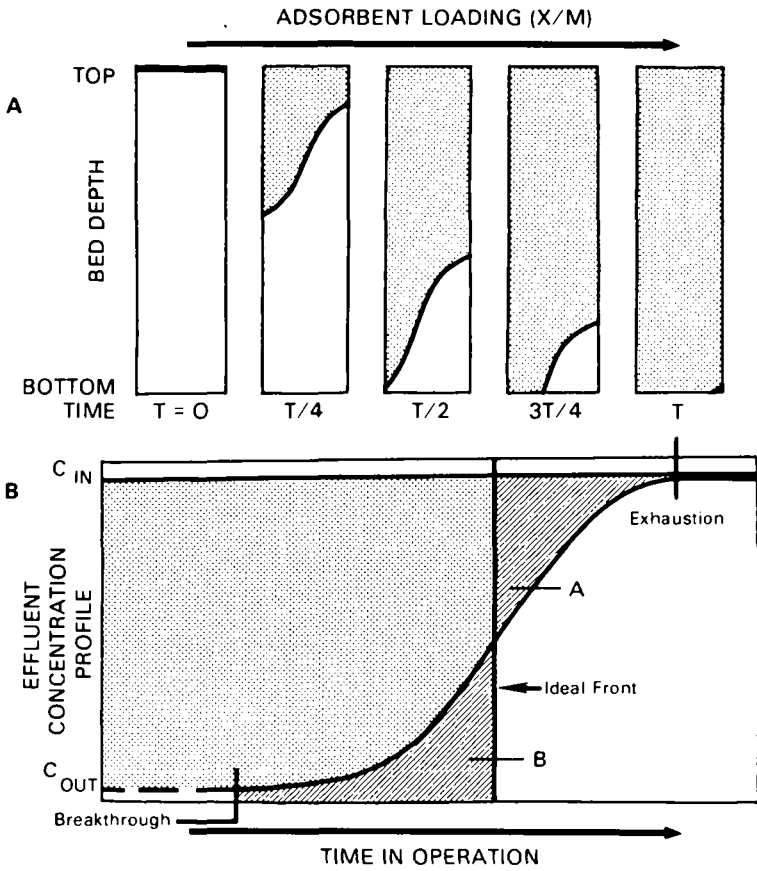 ADSORBENT LOADING (X/M)
A
TOP
BED DEPTH
BOTTOM
TIME T = 0 T/4 T/2 3T/4 T
B
C IN
Exhaustion
EFFLUENT
CONCENTRATION
PROFILE
A
Ideal Front
B
C OUT
Breakthrough
TIME IN OPERATION